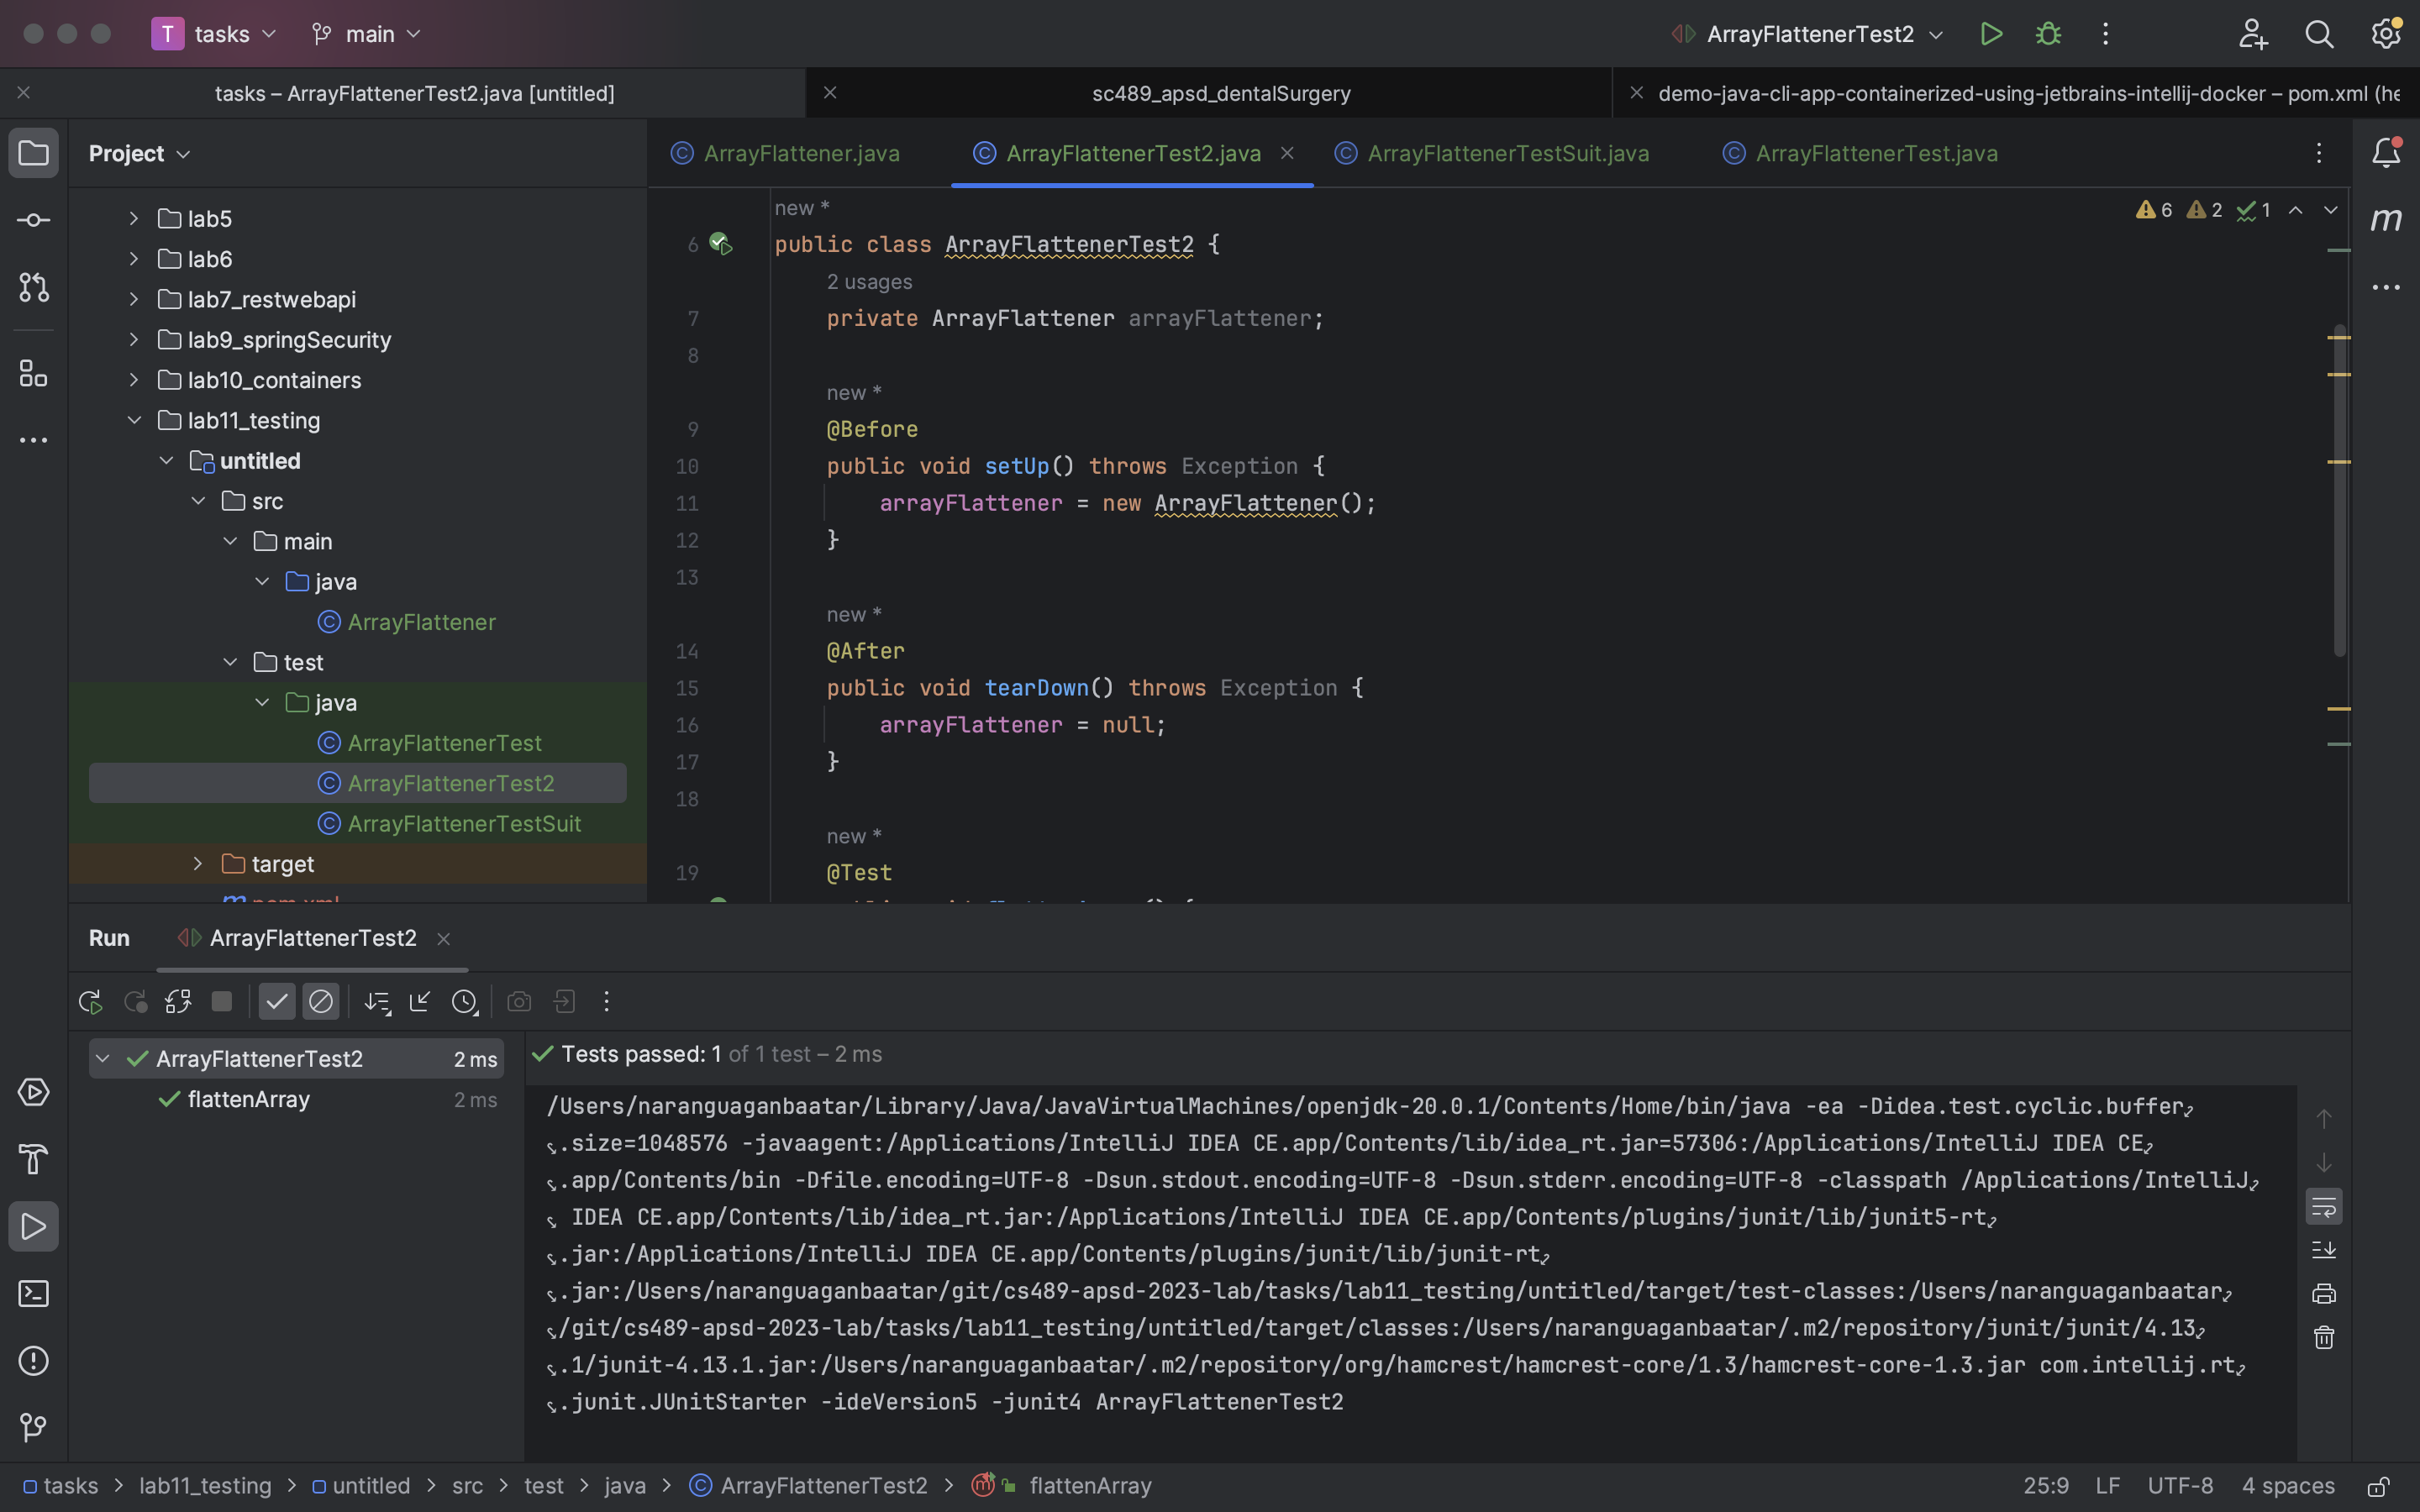 T tasks main ArrayFlattenerTest2
tasks – ArrayFlattenerTest2.java [untitled] sc489_apsd_dentalSurgery demo-java-cli-app-containerized-using-jetbrains-intellij-docker – pom.xml (he
Project
ArrayFlattener.java ArrayFlattenerTest2.java ArrayFlattenerTestSuit.java ArrayFlattenerTest.java
lab5
lab6
lab7_restwebapi
lab9_springSecurity
lab10_containers
lab11_testing
untitled
src
main
java
ArrayFlattener
test
java
ArrayFlattenerTest
ArrayFlattenerTest2
ArrayFlattenerTestSuit
target
pom.xml
6 2 1
new *
6 public class ArrayFlattenerTest2 {
2 usages
7 private ArrayFlattener arrayFlattener;
8
new *
9 @Before
10 public void setUp() throws Exception {
11 arrayFlattener = new ArrayFlattener();
12 }
13
new *
14 @After
15 public void tearDown() throws Exception {
16 arrayFlattener = null;
17 }
18
new *
19 @Test
Run ArrayFlattenerTest2
ArrayFlattenerTest2 2 ms
flattenArray 2 ms
Tests passed: 1 of 1 test – 2 ms
/Users/naranguaganbaatar/Library/Java/JavaVirtualMachines/openjdk-20.0.1/Contents/Home/bin/java -ea -Didea.test.cyclic.buffer
.size=1048576 -javaagent:/Applications/IntelliJ IDEA CE.app/Contents/lib/idea_rt.jar=57306:/Applications/IntelliJ IDEA CE
.app/Contents/bin -Dfile.encoding=UTF-8 -Dsun.stdout.encoding=UTF-8 -Dsun.stderr.encoding=UTF-8 -classpath /Applications/IntelliJ
IDEA CE.app/Contents/lib/idea_rt.jar:/Applications/IntelliJ IDEA CE.app/Contents/plugins/junit/lib/junit5-rt
.jar:/Applications/IntelliJ IDEA CE.app/Contents/plugins/junit/lib/junit-rt
.jar:/Users/naranguaganbaatar/git/cs489-apsd-2023-lab/tasks/lab11_testing/untitled/target/test-classes:/Users/naranguaganbaatar
/git/cs489-apsd-2023-lab/tasks/lab11_testing/untitled/target/classes:/Users/naranguaganbaatar/.m2/repository/junit/junit/4.13
.1/junit-4.13.1.jar:/Users/naranguaganbaatar/.m2/repository/org/hamcrest/hamcrest-core/1.3/hamcrest-core-1.3.jar com.intellij.rt
.junit.JUnitStarter -ideVersion5 -junit4 ArrayFlattenerTest2
tasks > lab11_testing > untitled > src > test > java > ArrayFlattenerTest2 > flattenArray 25:9 LF UTF-8 4 spaces